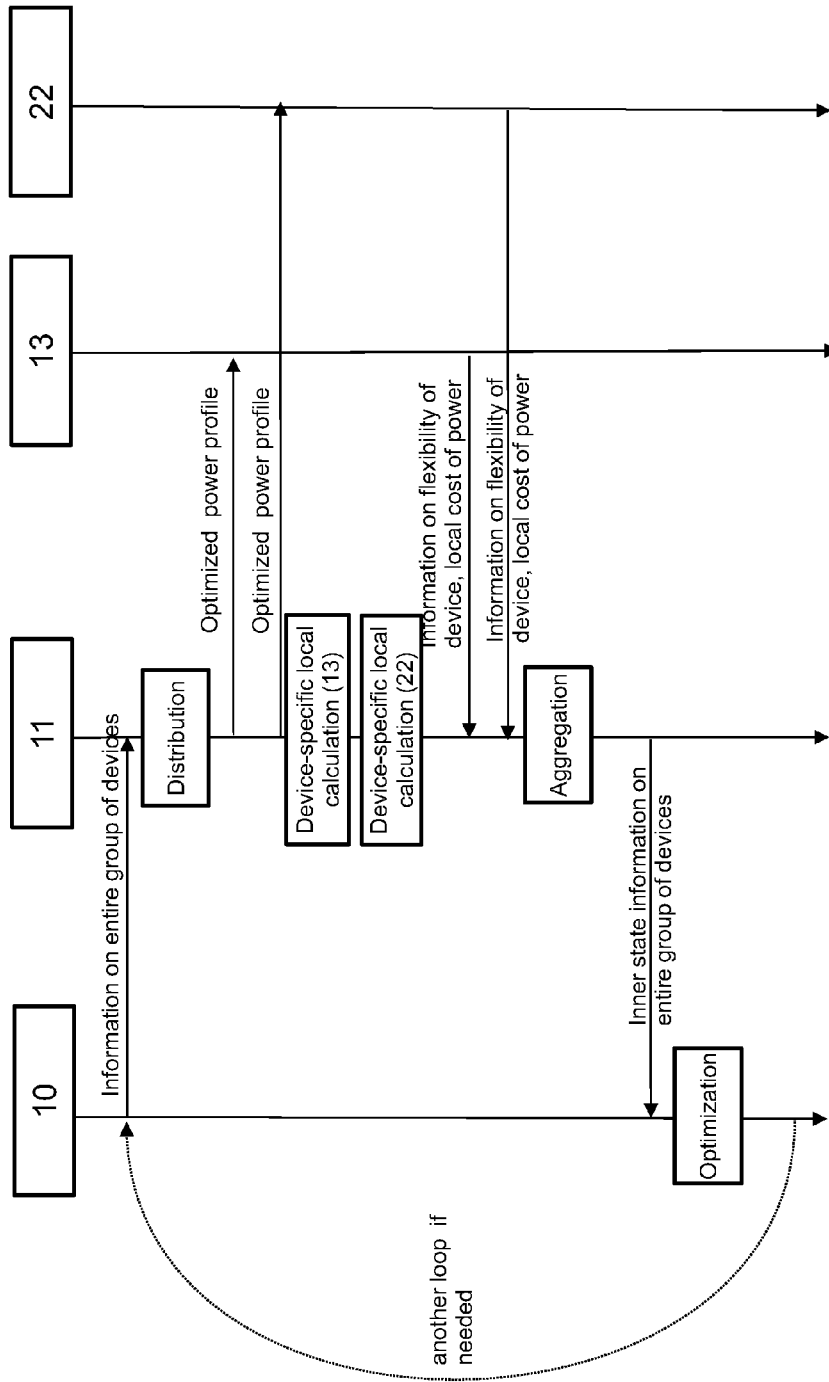 10
11
13
22
Information on entire group of devices
Distribution
Optimized power profile
Optimized power profile
Device-specific local
calculation (13)
Device-specific local
calculation (22)
Information on flexibility of
device, local cost of power
Information on flexibility of
device, local cost of power
Aggregation
Inner state information on
entire group of devices
Optimization
another loop if
needed